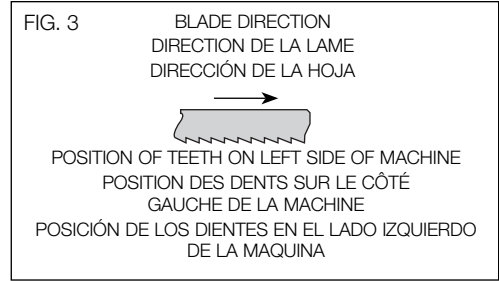 FIG. 3
BLADE DIRECTION
DIRECTION DE LA LAME
DIRECCIÓN DE LA HOJA
POSITION OF TEETH ON LEFT SIDE OF MACHINE
POSITION DES DENTS SUR LE CÔTÉ
GAUCHE DE LA MACHINE
POSICIÓN DE LOS DIENTES EN EL LADO IZQUIERDO
DE LA MAQUINA